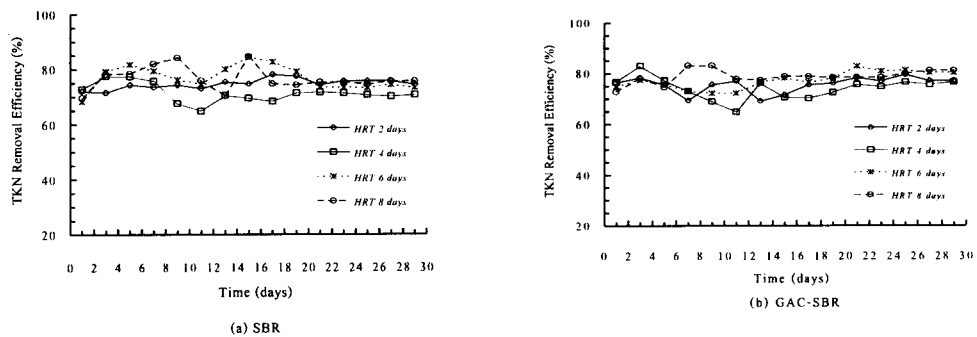 TKN Removal Efficiency (%)
100
80
60
40
20
HRT 2 days
HRT 4 days
HRT 6 days
HRT 8 days
0 2 4 6 8 10 12 14 16 18 20 22 24 26 28 30
Time (days)
(a) SBR
TKN Removal Efficiency (%)
100
80
60
40
20
HRT 2 days
HRT 4 days
HRT 6 days
HRT 8 days
0 2 4 6 8 10 12 14 16 18 20 22 24 26 28 30
Time (days)
(b) GAC-SBR